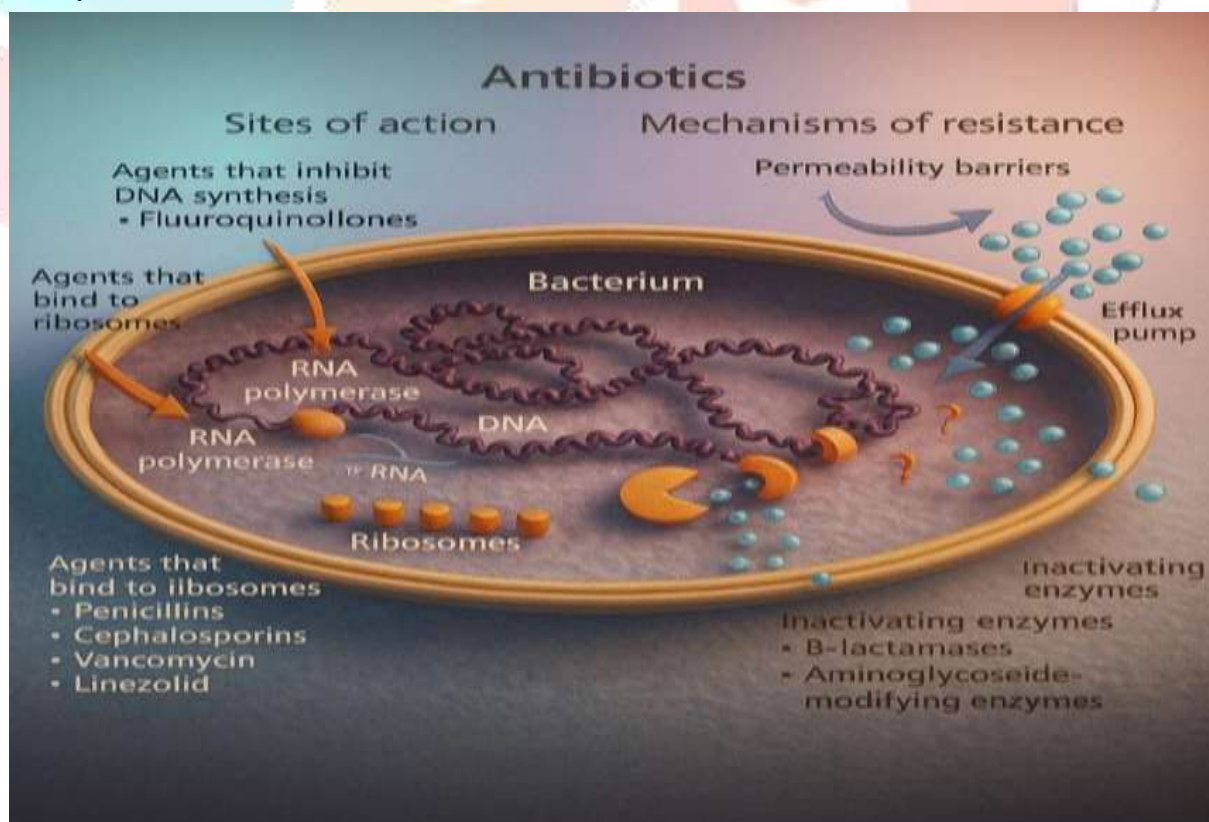 Antibiotics
Sites of action
Mechanisms of resistance
Agents that inhibit
DNA synthesis
• Fluuroquinollones
Permeability barriers
Agents that
bind to
ribosomes
Bacterium
Efflux
pump
RNA
polymerase
DNA
RNA
polymerase
RNA
Ribosomes
Agents that
bind to ilbosomes
• Penicillins
• Cephalosporins
• Vancomycin
• Linezolid
Inactivating
enzymes
Inactivating enzymes
• B-lactamases
• Aminoglycoseide-
modifying enzymes